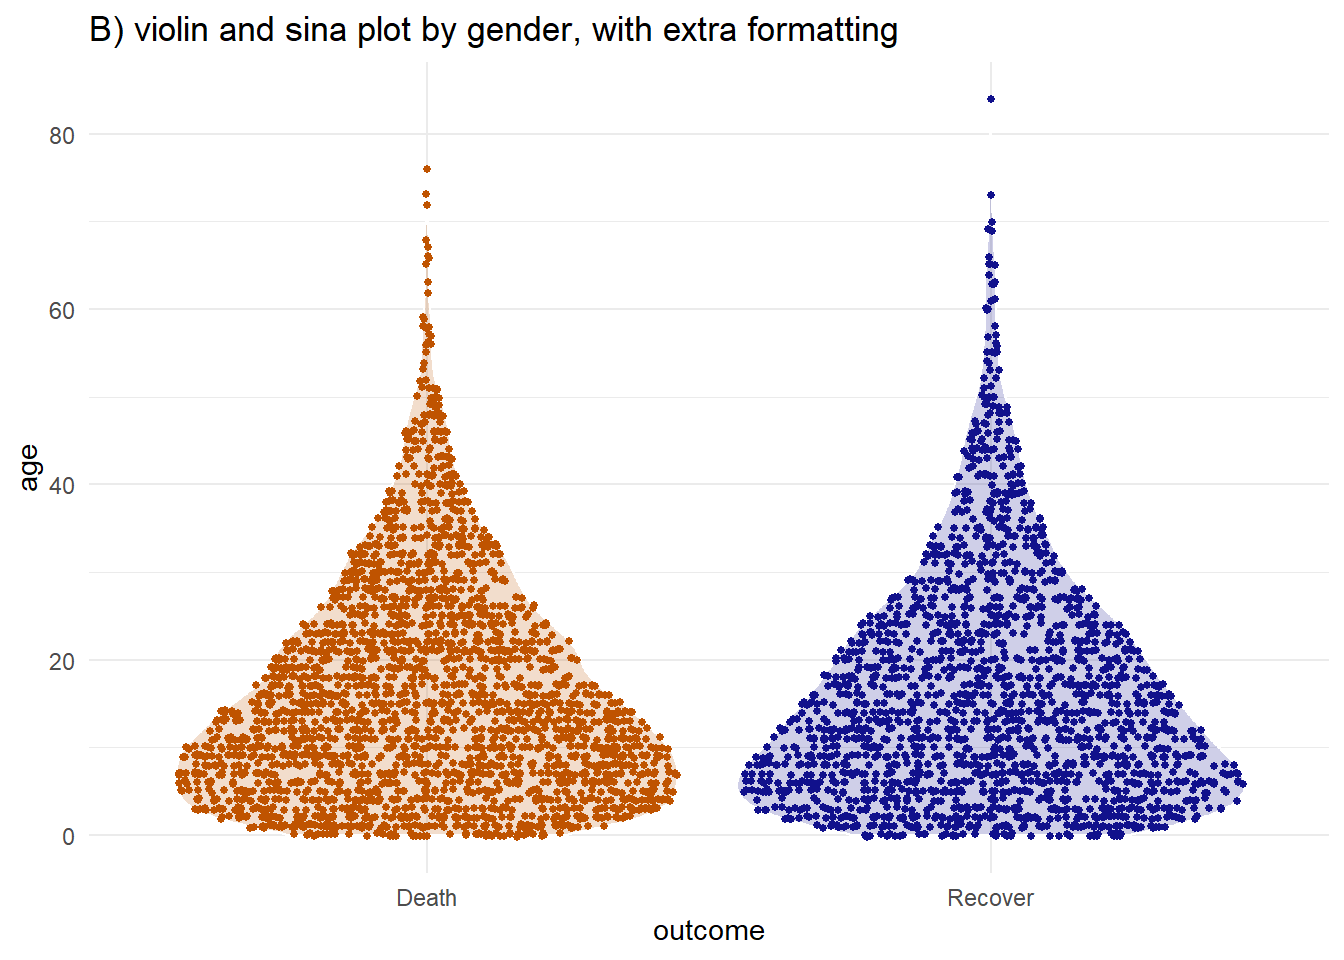 B) violin and sina plot by gender, with extra formatting
80
60
40
20
0
age
Death
Recover
outcome